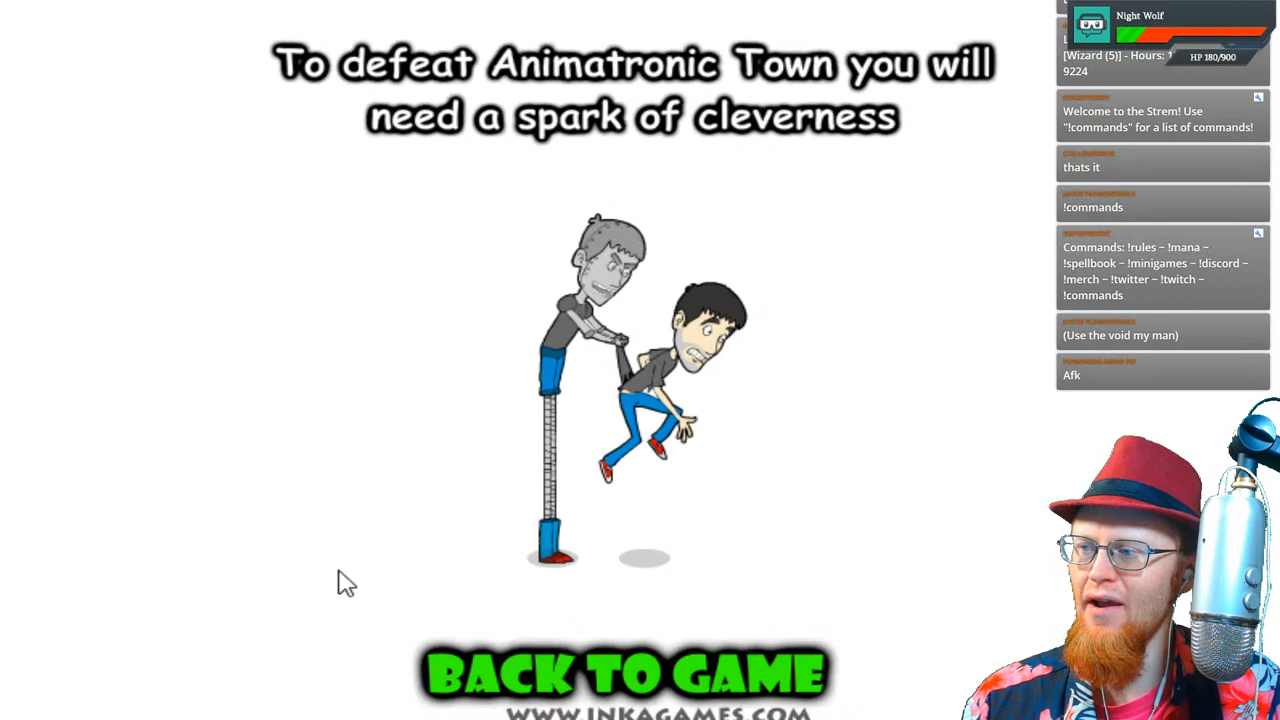 To defeat Animatronic Town you will
need a spark of cleverness
BACK TO GAME
WWW.INKAGAMES.COM
Night Wolf
HP 180/900
[Wizard (5)] - Hours: 1
9224
Welcome to the Strem! Use
"!commands" for a list of commands!
thats it
!commands
Commands: !rules ~ !mana ~
!spellbook ~ !minigames ~ !discord ~
!merch ~ !twitter ~ !twitch ~
!commands
(Use the void my man)
Afk